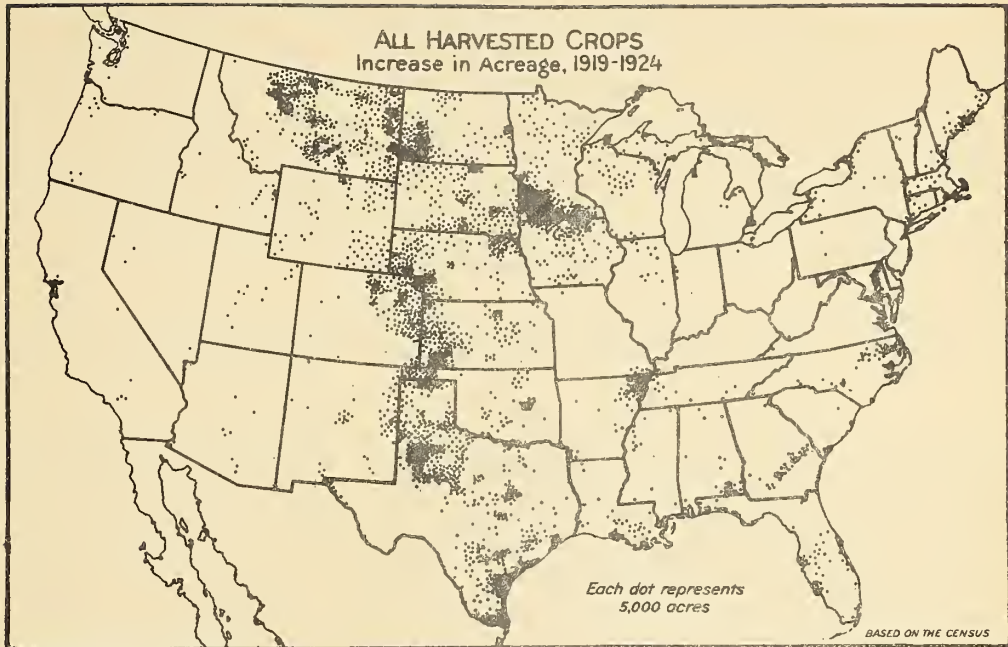 ALL HARVESTED CROPS
Increase in Acreage, 1919-1924
Each dot represents
5,000 acres
BASED ON THE CENSUS